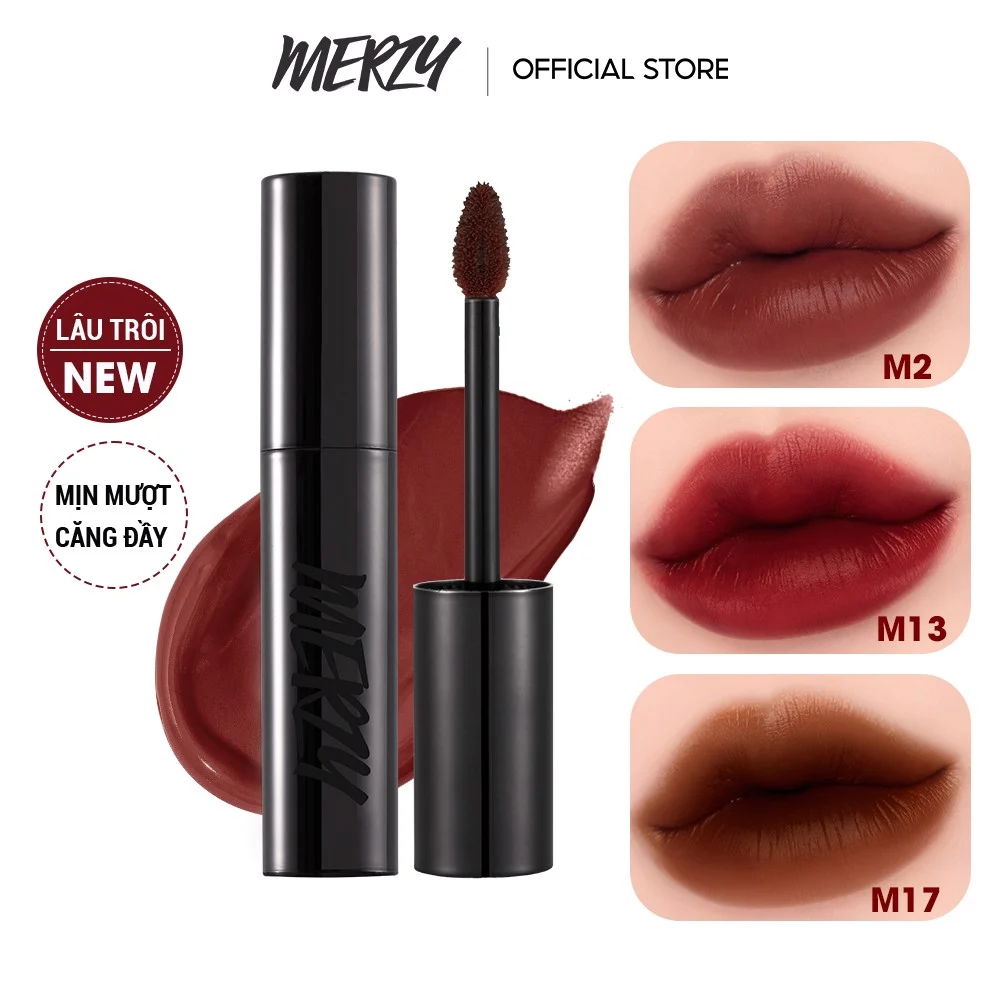 MERZY
OFFICIAL STORE
LÂU TRÔI
NEW
MỊN MƯỢT
CĂNG ĐẦY
MERZY
M2
M13
M17